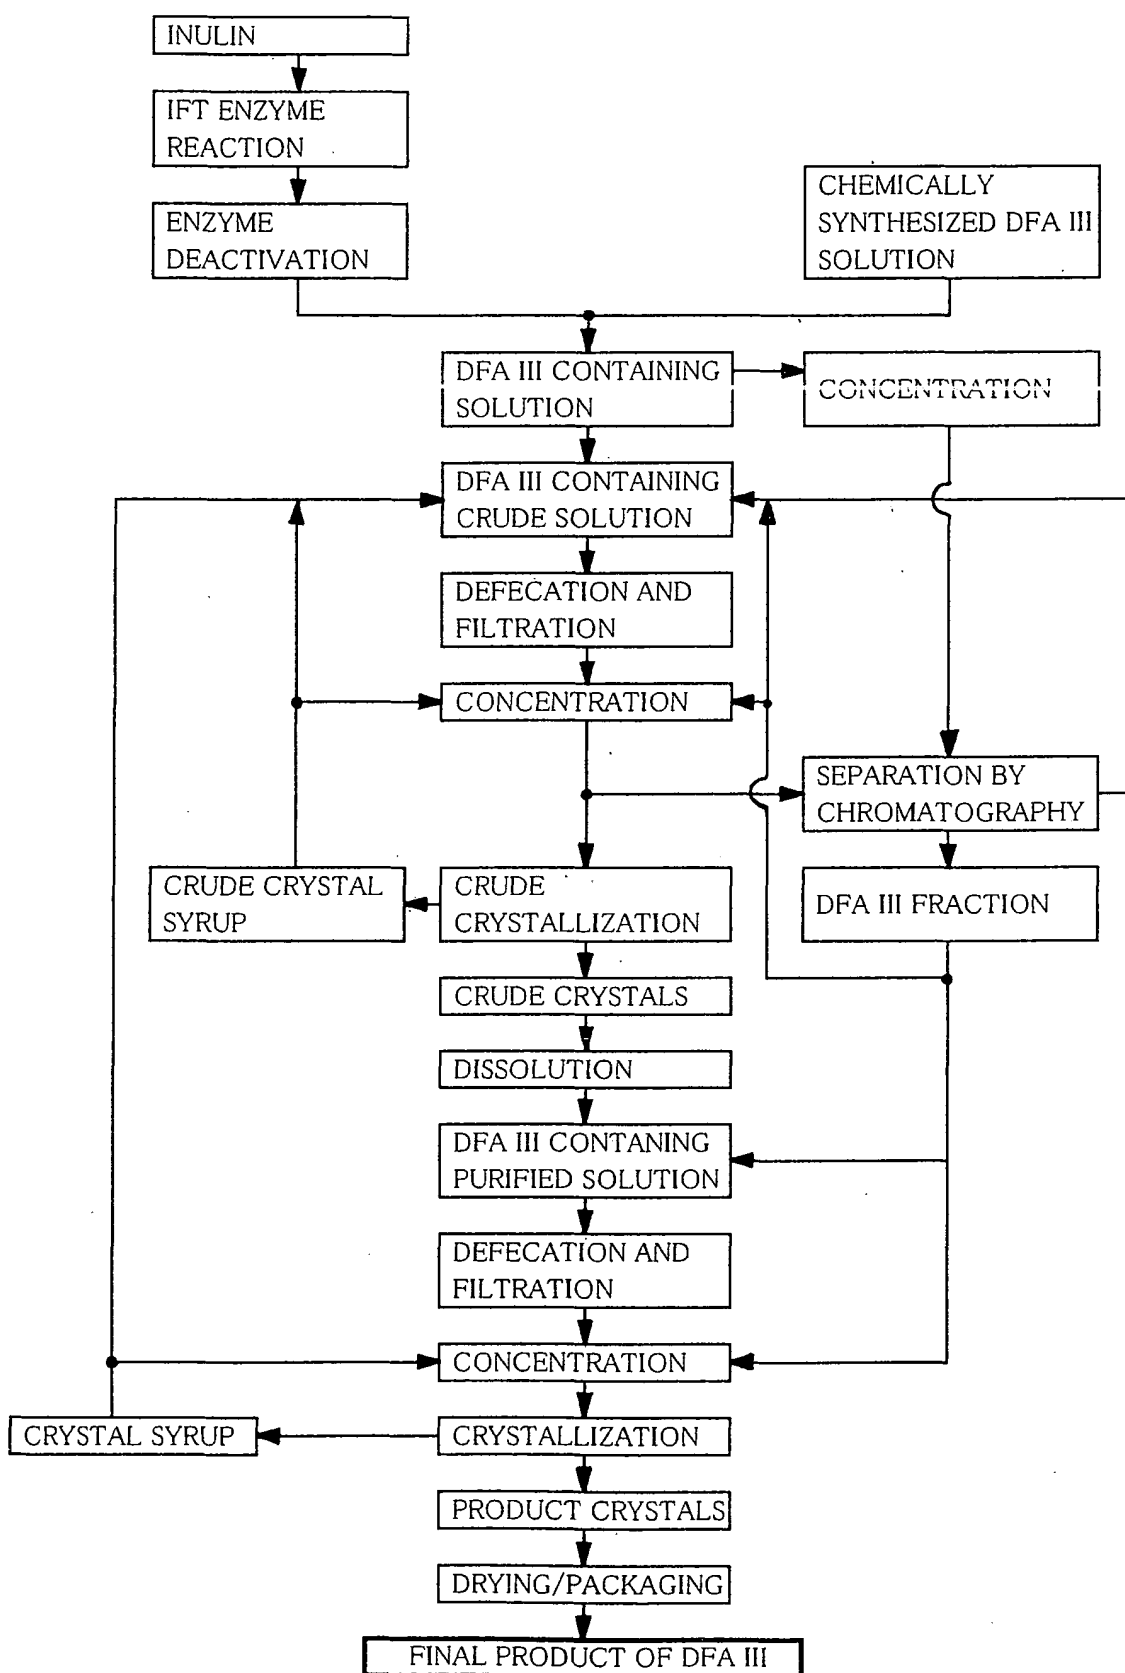 INULIN
IFT ENZYME
REACTION
ENZYME
DEACTIVATION
CHEMICALLY
SYNTHESIZED DFA III
SOLUTION
DFA III CONTAINING
SOLUTION
CONCENTRATION
DFA III CONTAINING
CRUDE SOLUTION
DEFECATION AND
FILTRATION
CONCENTRATION
SEPARATION BY
CHROMATOGRAPHY
CRUDE CRYSTAL
SYRUP
CRUDE
CRYSTALLIZATION
DFA III FRACTION
CRUDE CRYSTALS
DISSOLUTION
DFA III CONTANING
PURIFIED SOLUTION
DEFECATION AND
FILTRATION
CONCENTRATION
CRYSTAL SYRUP
CRYSTALLIZATION
PRODUCT CRYSTALS
DRYING/PACKAGING
FINAL PRODUCT OF DFA III